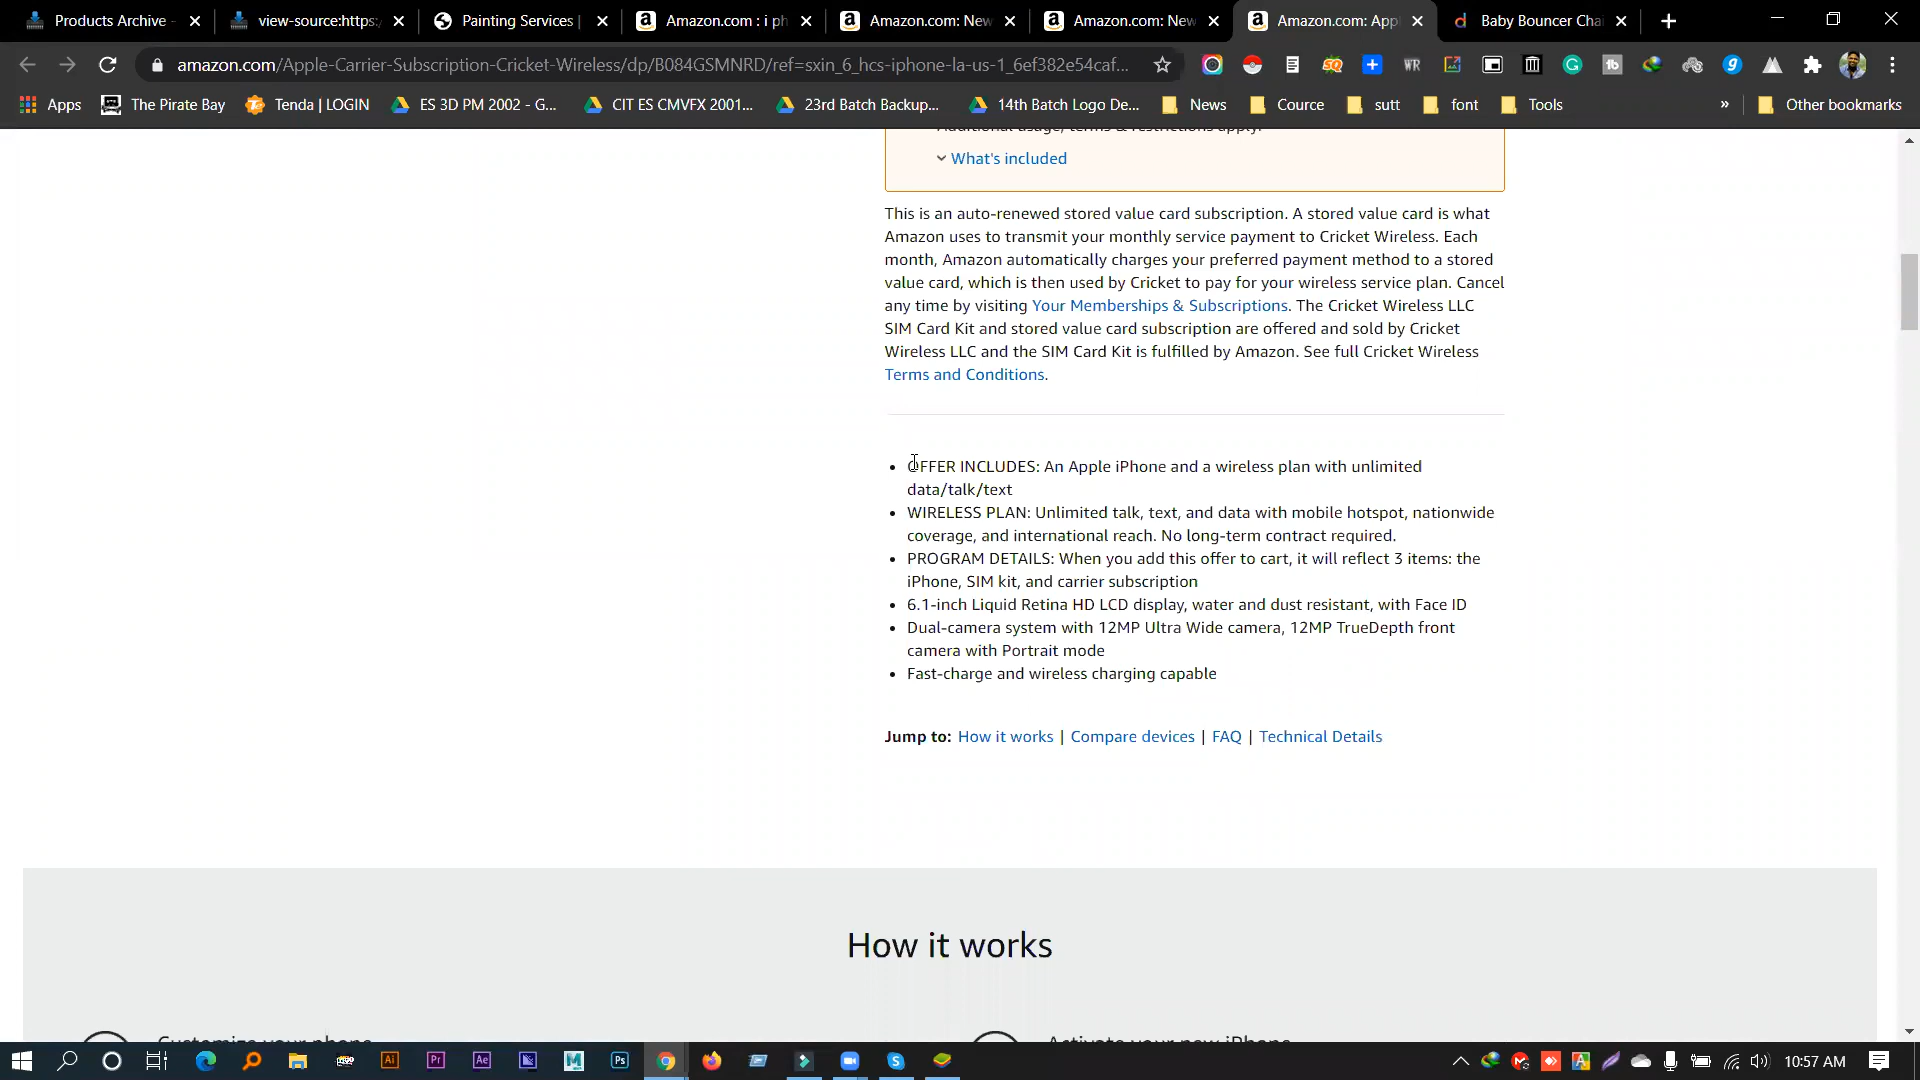 Products Archive -
view-source:https:/
Painting Services |
Amazon.com : i ph
Amazon.com: New
Amazon.com: New
Amazon.com: Appl
Baby Bouncer Chai
amazon.com/Apple-Carrier-Subscription-Cricket-Wireless/dp/B084GSMNRD/ref=sxin_6_hcs-iphone-la-us-1_6ef382e54caf...
Apps
The Pirate Bay
Tenda | LOGIN
ES 3D PM 2002 - G...
CIT ES CMVFX 2001...
23rd Batch Backup...
14th Batch Logo De...
News
Cource
sutt
font
Tools
»
Other bookmarks
Additional usage, terms & restrictions apply.
What's included
This is an auto-renewed stored value card subscription. A stored value card is what
Amazon uses to transmit your monthly service payment to Cricket Wireless. Each
month, Amazon automatically charges your preferred payment method to a stored
value card, which is then used by Cricket to pay for your wireless service plan. Cancel
any time by visiting Your Memberships & Subscriptions. The Cricket Wireless LLC
SIM Card Kit and stored value card subscription are offered and sold by Cricket
Wireless LLC and the SIM Card Kit is fulfilled by Amazon. See full Cricket Wireless
Terms and Conditions.
• OFFER INCLUDES: An Apple iPhone and a wireless plan with unlimited
data/talk/text
• WIRELESS PLAN: Unlimited talk, text, and data with mobile hotspot, nationwide
coverage, and international reach. No long-term contract required.
• PROGRAM DETAILS: When you add this offer to cart, it will reflect 3 items: the
iPhone, SIM kit, and carrier subscription
• 6.1-inch Liquid Retina HD LCD display, water and dust resistant, with Face ID
• Dual-camera system with 12MP Ultra Wide camera, 12MP TrueDepth front
camera with Portrait mode
• Fast-charge and wireless charging capable
Jump to: How it works | Compare devices | FAQ | Technical Details
How it works
Customize your phone
Activate your new iPhone
10:57 AM